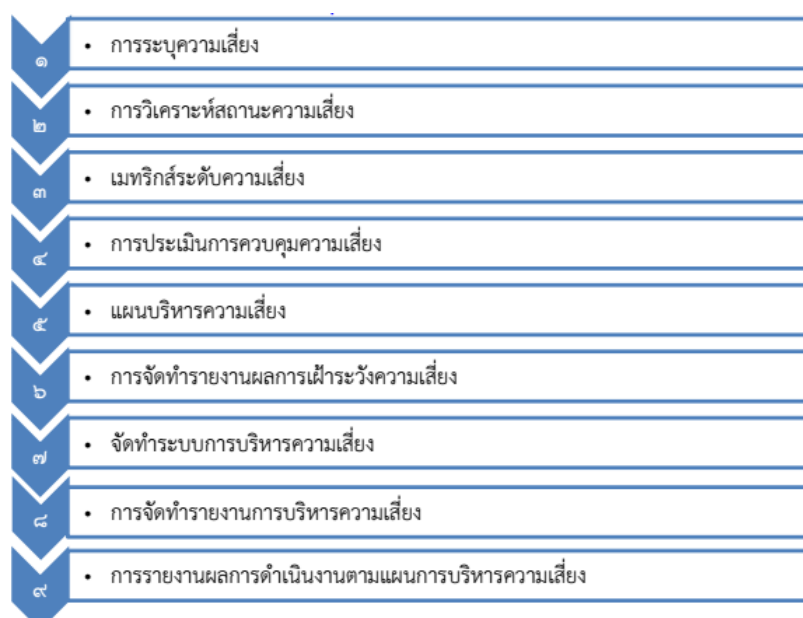 ๑
• การระบุความเสี่ยง
๒
• การวิเคราะห์สถานะความเสี่ยง
๓
• เมทริกส์ระดับความเสี่ยง
๔
• การประเมินการควบคุมความเสี่ยง
๕
• แผนบริหารความเสี่ยง
๖
• การจัดทำรายงานผลการเฝ้าระวังความเสี่ยง
๗
• จัดทำระบบการบริหารความเสี่ยง
๘
• การจัดทำรายงานการบริหารความเสี่ยง
๙
• การรายงานผลการดำเนินงานตามแผนการบริหารความเสี่ยง